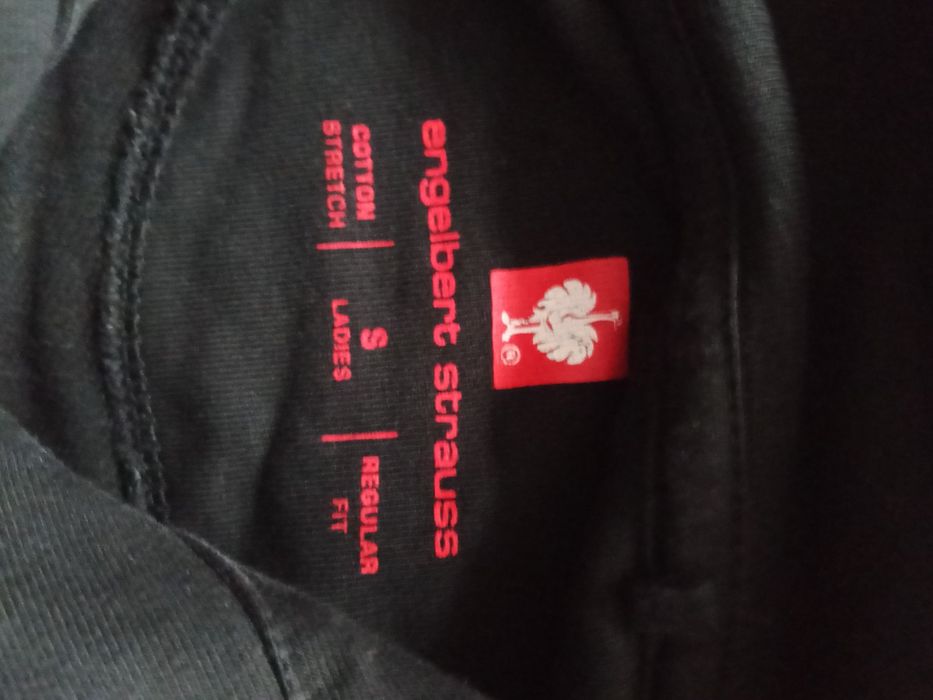 ®
engelbert strauss
COTTON
STRETCH
S
LADIES
REGULAR
FIT